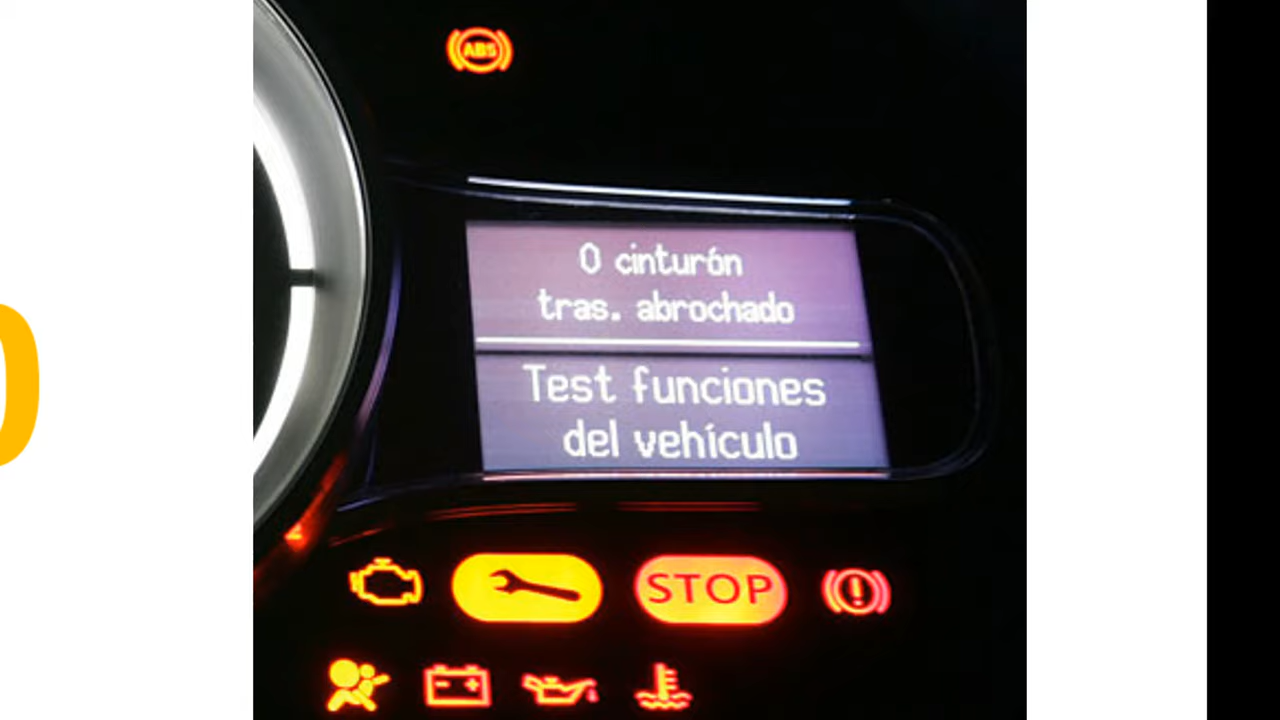 ABS
0 cinturón
tras. abrochado
Test funciones
del vehículo
STOP